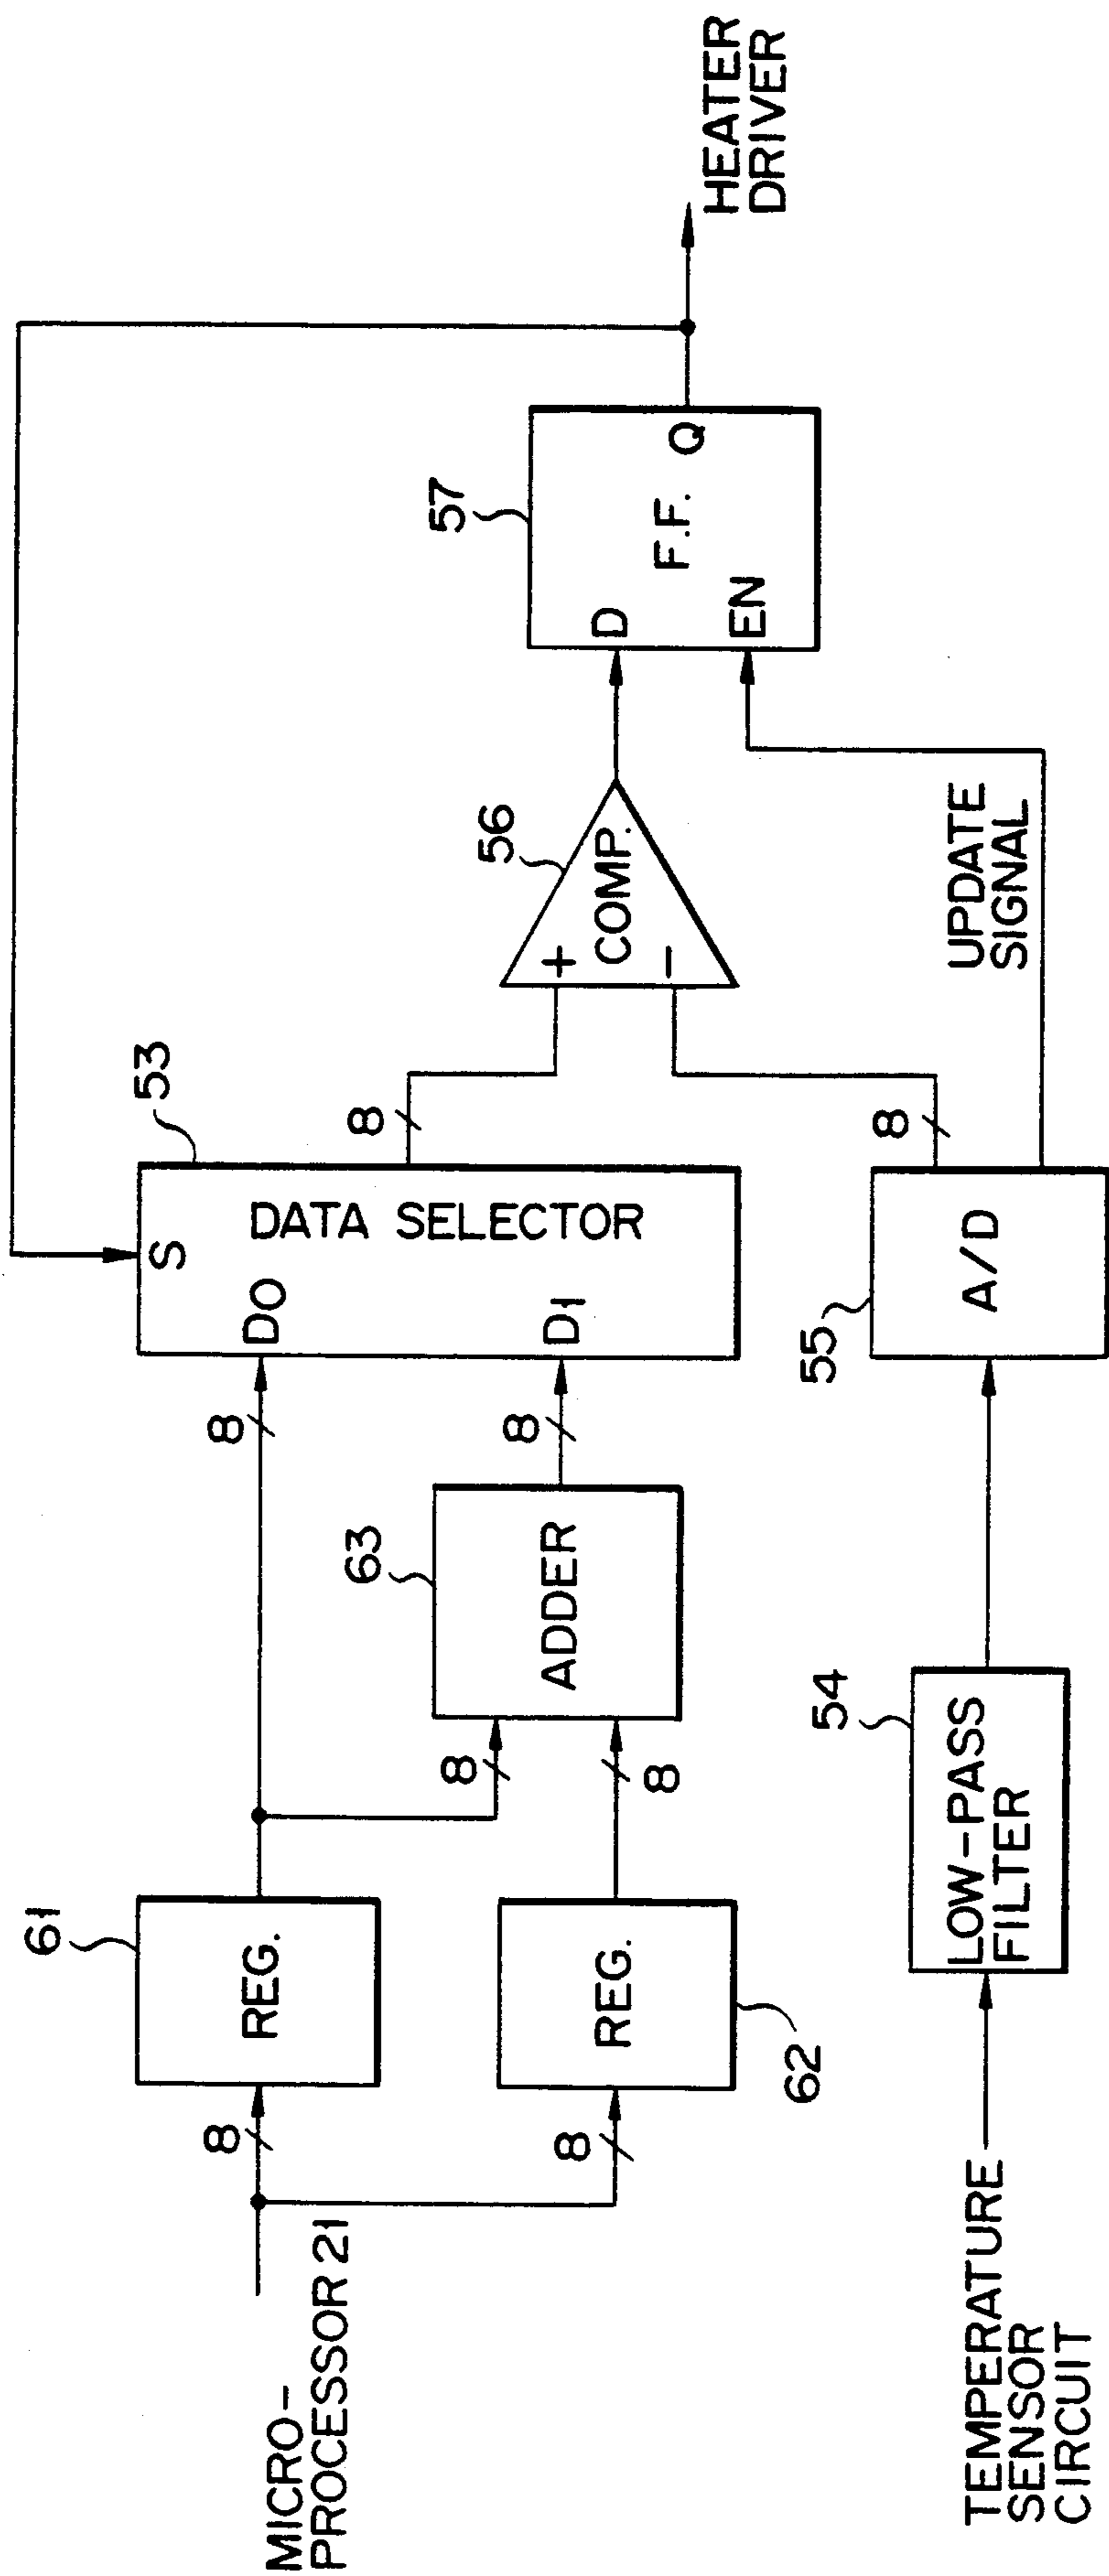 MICRO-
PROCESSOR 21
8
8
61
REG.
REG.
62
8
8
63
ADDER
8
8
53
S
D0
D1
DATA SELECTOR
8
TEMPERATURE
SENSOR
CIRCUIT
54
LOW-PASS
FILTER
55
A/D
8
UPDATE
SIGNAL
56
+
-
COMP.
57
D
EN
F.F.
Q
HEATER
DRIVER